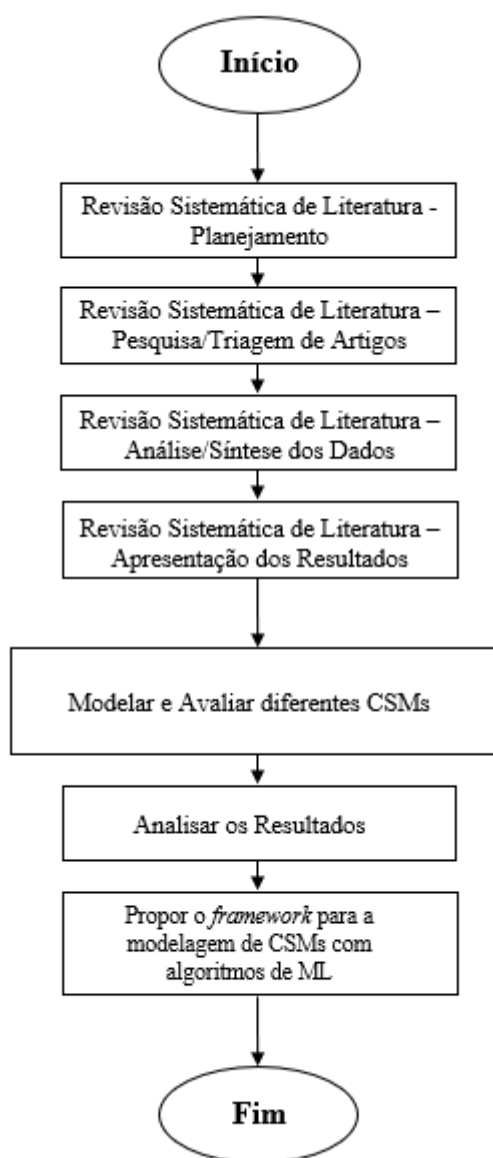 Início
Revisão Sistemática de Literatura -
Planejamento
Revisão Sistemática de Literatura –
Pesquisa/Triagem de Artigos
Revisão Sistemática de Literatura –
Análise/Síntese dos Dados
Revisão Sistemática de Literatura –
Apresentação dos Resultados
Modelar e Avaliar diferentes CSMs
Analisar os Resultados
Propor o framework para a
modelagem de CSMs com
algoritmos de ML
Fim